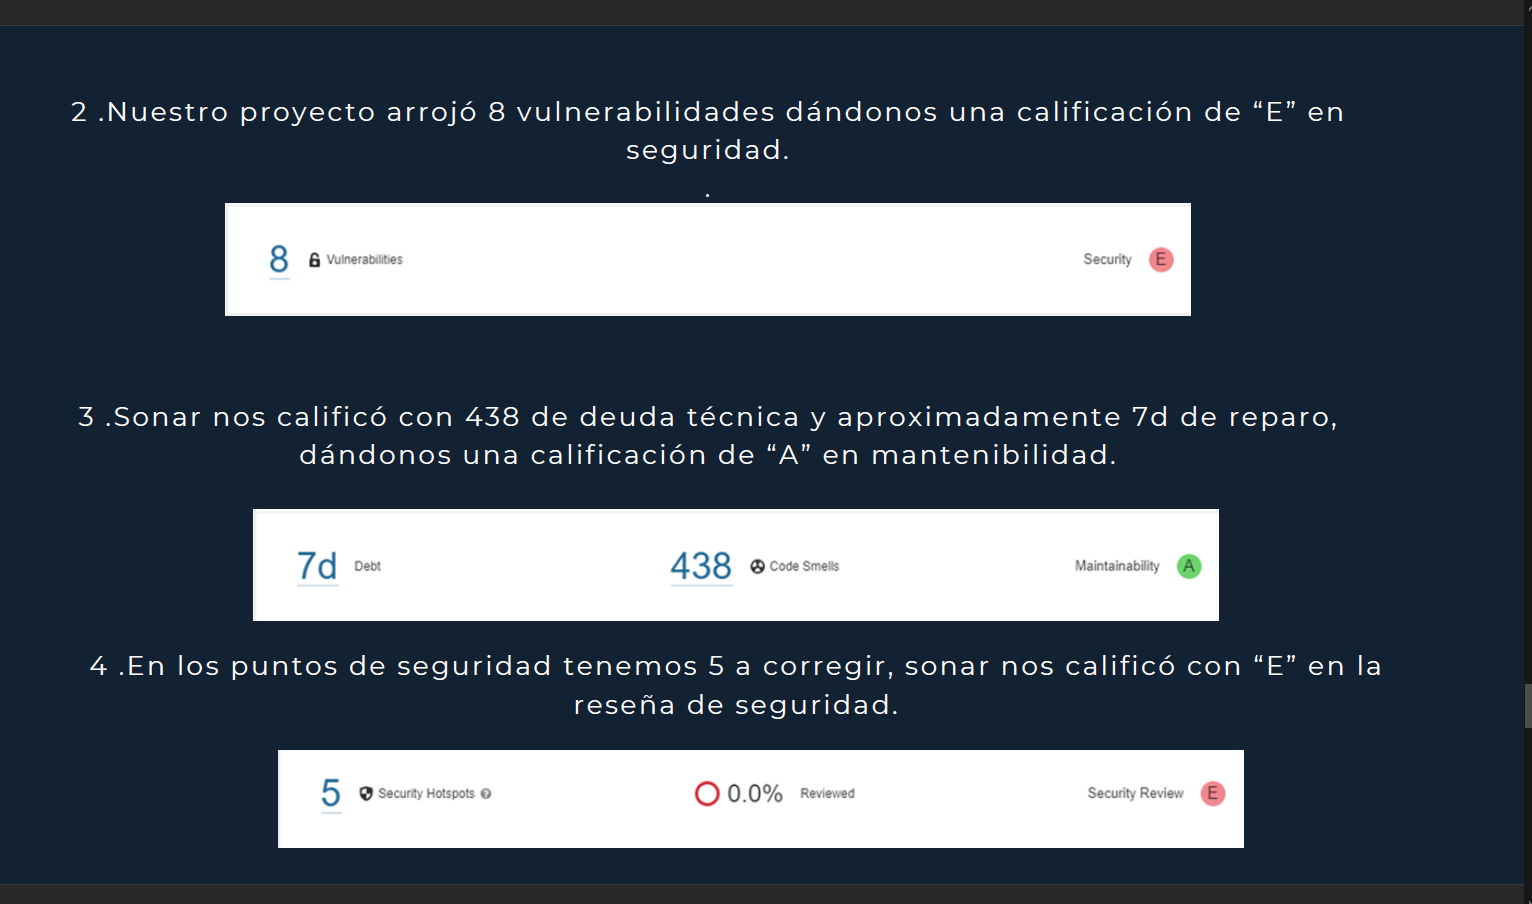 2 .Nuestro proyecto arrojó 8 vulnerabilidades dándonos una calificación de “E” en
seguridad.
.
8 Vulnerabilities Security E
3 .Sonar nos calificó con 438 de deuda técnica y aproximadamente 7d de reparo,
dándonos una calificación de “A” en mantenibilidad.
7d Debt 438 Code Smells Maintainability A
4 .En los puntos de seguridad tenemos 5 a corregir, sonar nos calificó con “E” en la
reseña de seguridad.
5 Security Hotspots ? 0.0% Reviewed Security Review E